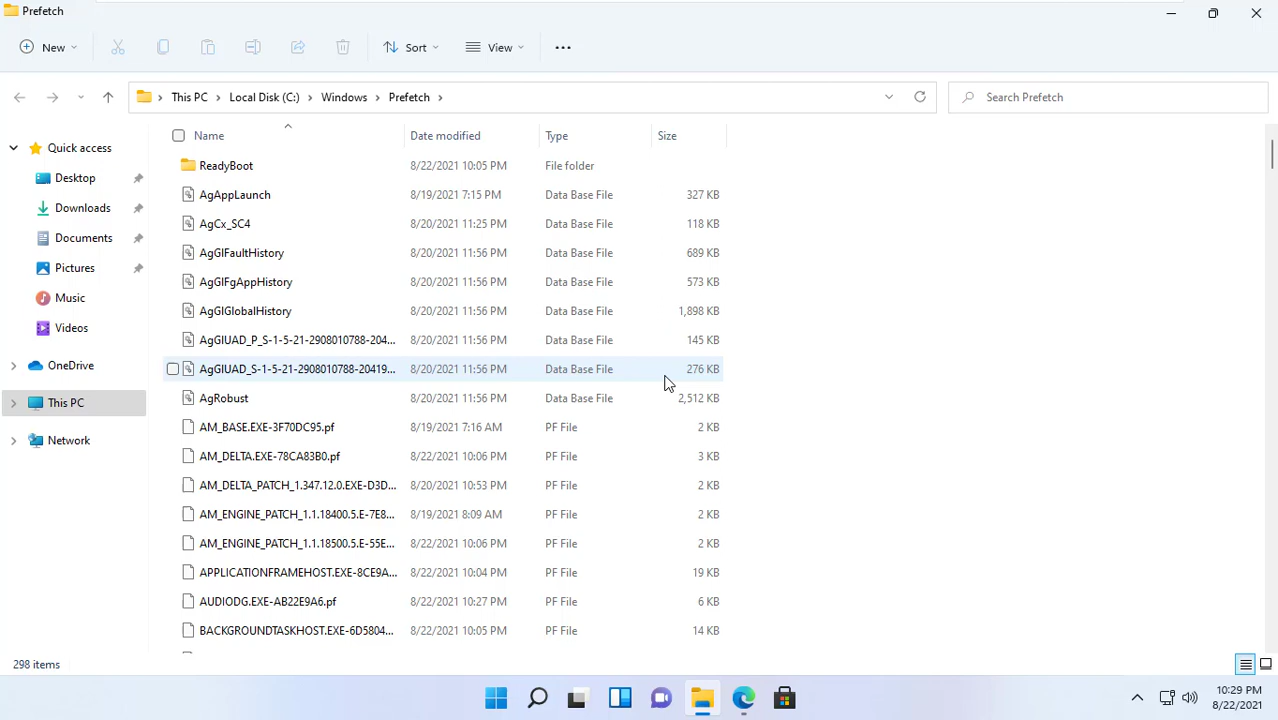 Prefetch
New Sort View
This PC Local Disk (C:) Windows Prefetch Search Prefetch
Name Date modified Type Size
Quick access
Desktop
Downloads
Documents
Pictures
Music
Videos
OneDrive
This PC
Network
ReadyBoot 8/22/2021 10:05 PM File folder
AgAppLaunch 8/19/2021 7:15 PM Data Base File 327 KB
AgCx_SC4 8/20/2021 11:25 PM Data Base File 118 KB
AgGlFaultHistory 8/20/2021 11:56 PM Data Base File 689 KB
AgGlFgAppHistory 8/20/2021 11:56 PM Data Base File 573 KB
AgGlGlobalHistory 8/20/2021 11:56 PM Data Base File 1,898 KB
AgGlUAD_P_S-1-5-21-2908010788-204... 8/20/2021 11:56 PM Data Base File 145 KB
AgGlUAD_S-1-5-21-2908010788-20419... 8/20/2021 11:56 PM Data Base File 276 KB
AgRobust 8/20/2021 11:56 PM Data Base File 2,512 KB
AM_BASE.EXE-3F70DC95.pf 8/19/2021 7:16 AM PF File 2 KB
AM_DELTA.EXE-78CA83B0.pf 8/22/2021 10:06 PM PF File 3 KB
AM_DELTA_PATCH_1.347.12.0.EXE-D3D... 8/20/2021 10:53 PM PF File 2 KB
AM_ENGINE_PATCH_1.1.18400.5.E-7E8... 8/19/2021 8:09 AM PF File 2 KB
AM_ENGINE_PATCH_1.1.18500.5.E-55E... 8/22/2021 10:06 PM PF File 2 KB
APPLICATIONFRAMEHOST.EXE-8CE9A... 8/22/2021 10:04 PM PF File 19 KB
AUDIODG.EXE-AB22E9A6.pf 8/22/2021 10:27 PM PF File 6 KB
BACKGROUNDTASKHOST.EXE-6D5804... 8/22/2021 10:05 PM PF File 14 KB
298 items
10:29 PM
8/22/2021